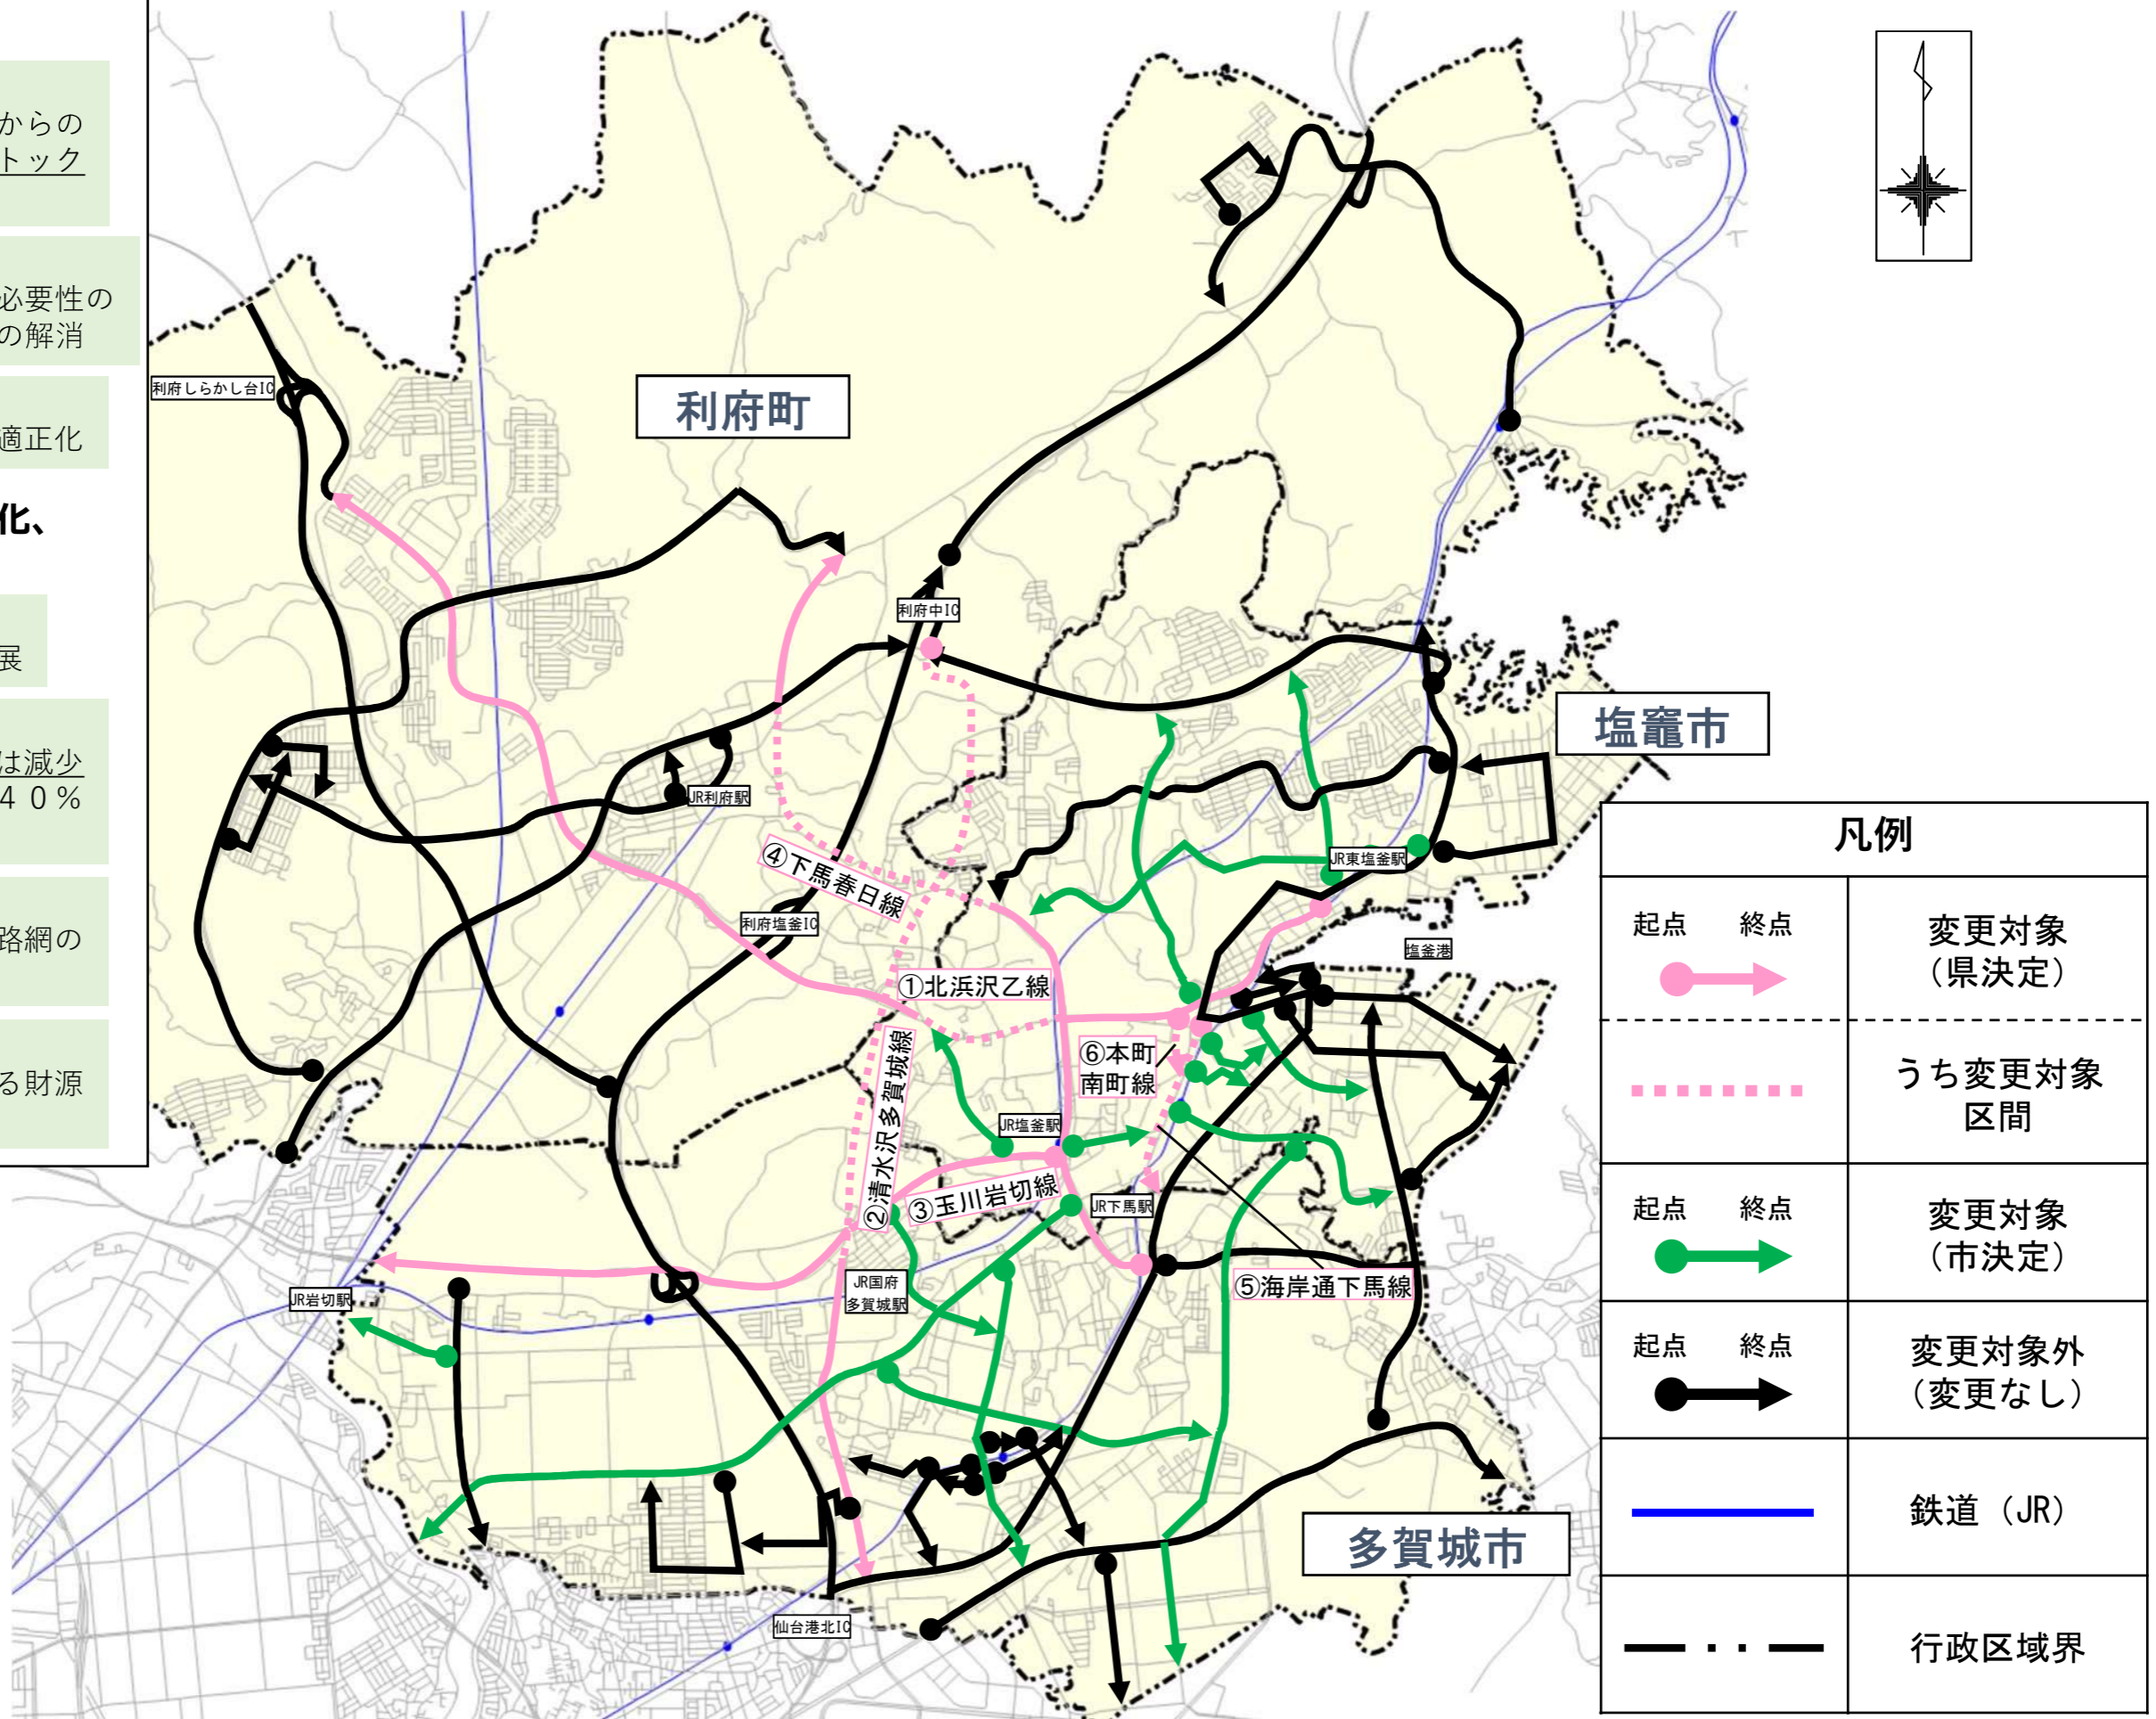 からの
トック
必要性の
の解消
適正化
化、
展
は減少
４０％
路網の
る財源
利府しらかし台IC
利府町
利府中IC
塩竈市
JR利府駅
④下馬春日線
利府塩釜IC
JR東塩釜駅
塩釜港
①北浜沢乙線
②清水沢多賀城線
⑥本町
南町線
JR塩釜駅
③玉川岩切線
JR下馬駅
JR国府
多賀城駅
⑤海岸通下馬線
JR岩切駅
多賀城市
仙台港北IC
凡例
起点 終点
変更対象
（県決定）
うち変更対象
区間
起点 終点
変更対象
（市決定）
起点 終点
変更対象外
（変更なし）
鉄道（JR）
行政区域界